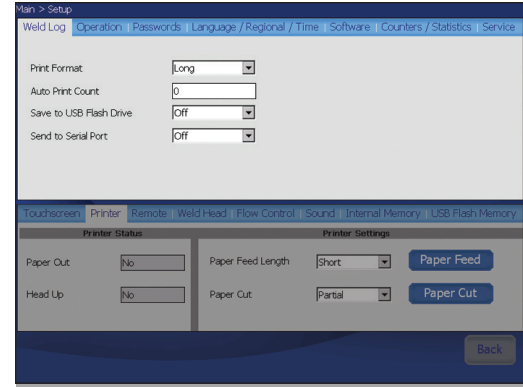 Main > Setup
Weld Log | Operation | Passwords | Language / Regional / Time | Software | Counters / Statistics | Service
Print Format Long
Auto Print Count 0
Save to USB Flash Drive Off
Send to Serial Port Off
Touchscreen | Printer | Remote | Weld Head | Flow Control | Sound | Internal Memory | USB Flash Memory
Printer Status Printer Settings
Paper Out No Paper Feed Length Short Paper Feed
Head Up No Paper Cut Partial Paper Cut
Back